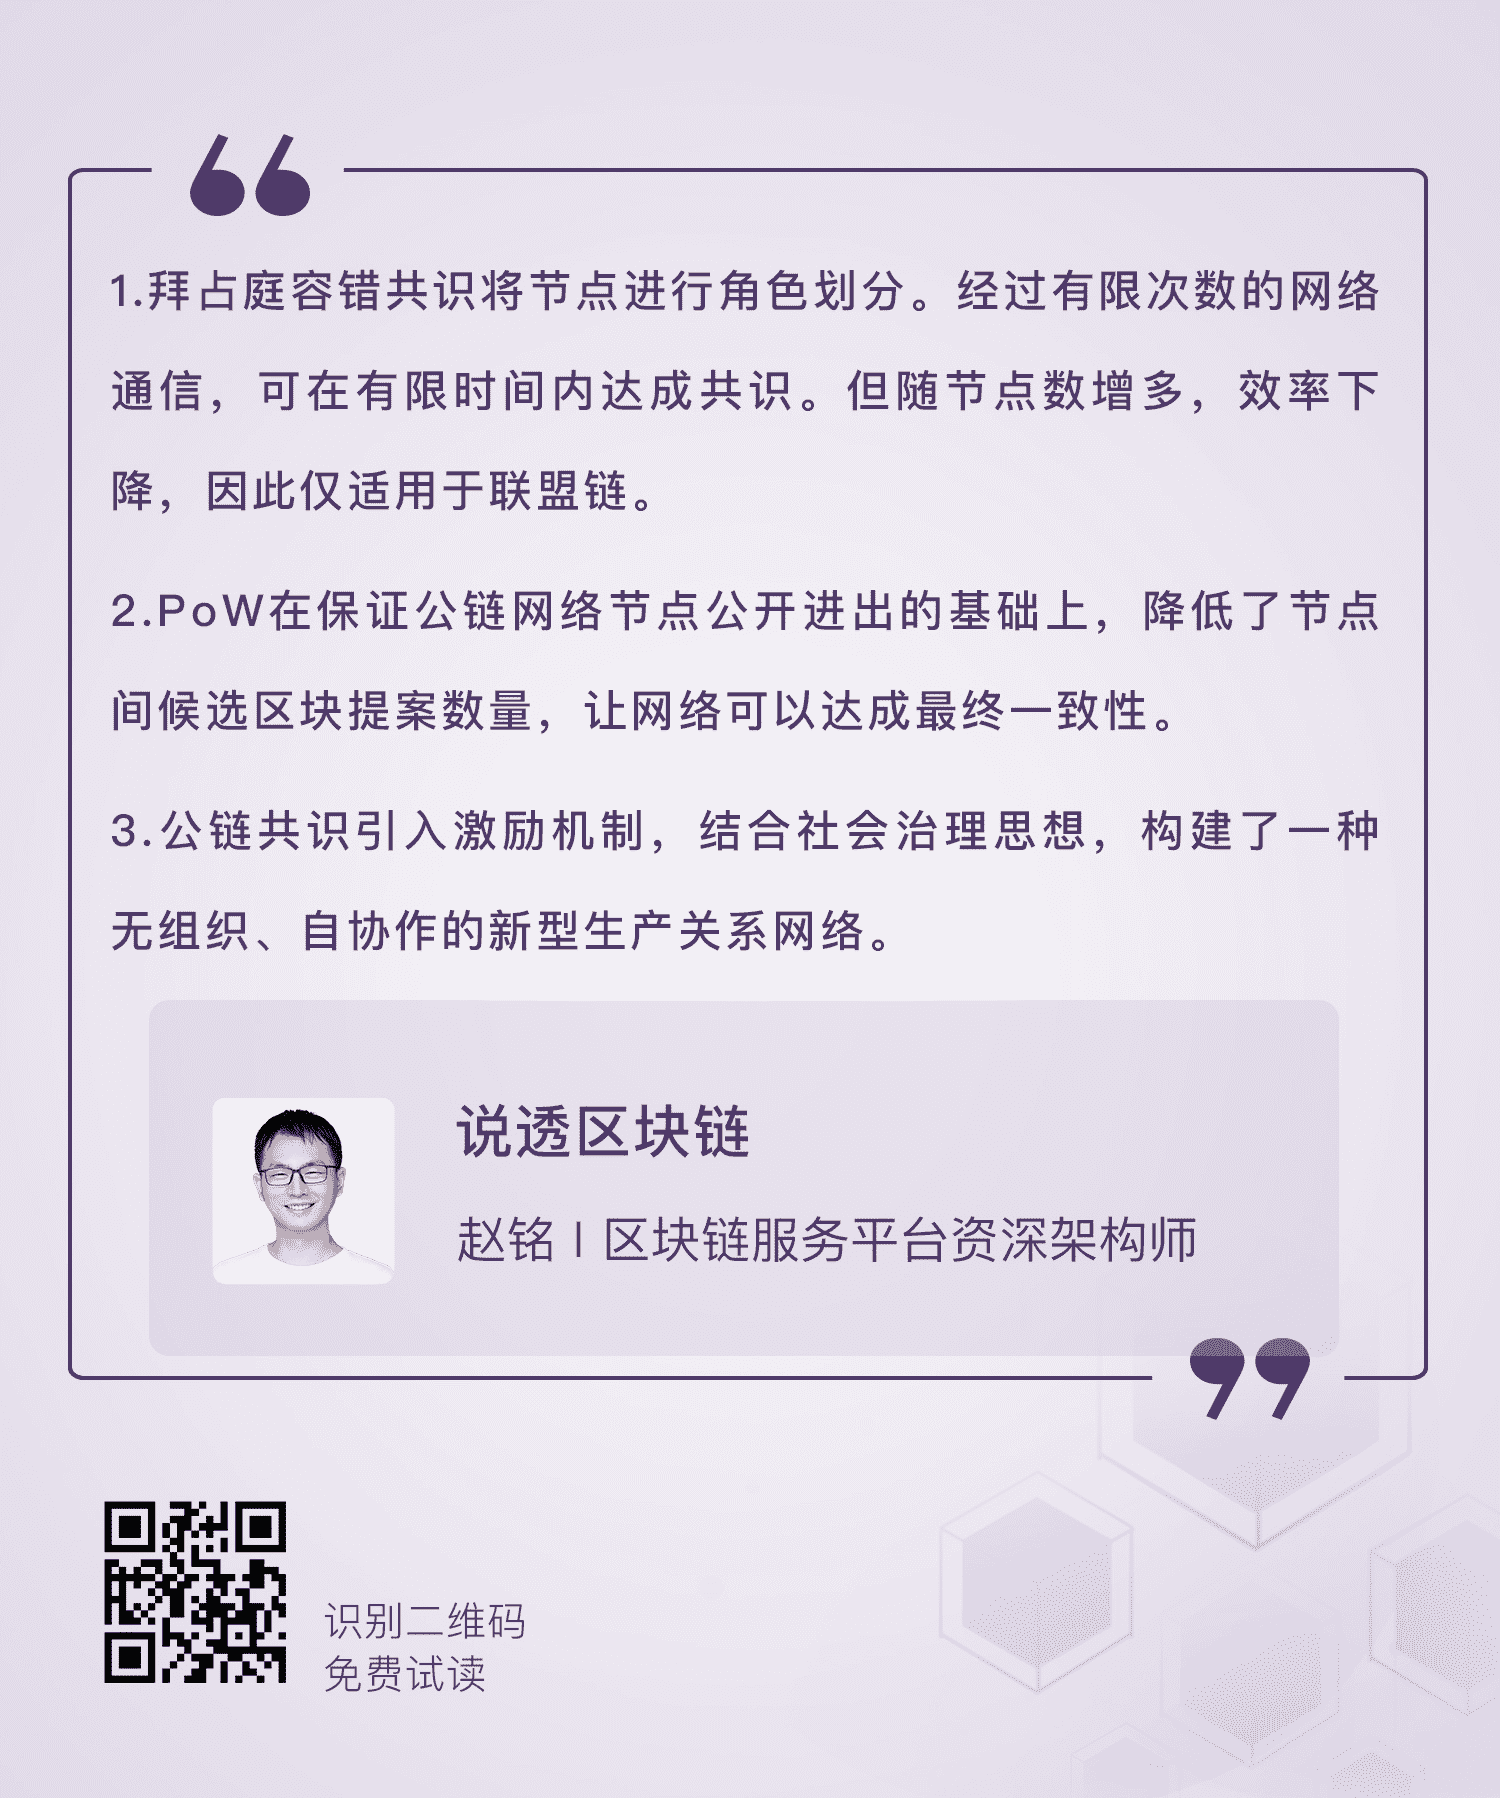 1.拜占庭容错共识将节点进行角色划分。经过有限次数的网络
通信，可在有限时间内达成共识。但随节点数增多，效率下
降，因此仅适用于联盟链。
2.PoW在保证公链网络节点公开进出的基础上，降低了节点
间候选区块提案数量，让网络可以达成最终一致性。
3.公链共识引入激励机制，结合社会治理思想，构建了一种
无组织、自协作的新型生产关系网络。
说透区块链
赵铭 | 区块链服务平台资深架构师
识别二维码
免费试读